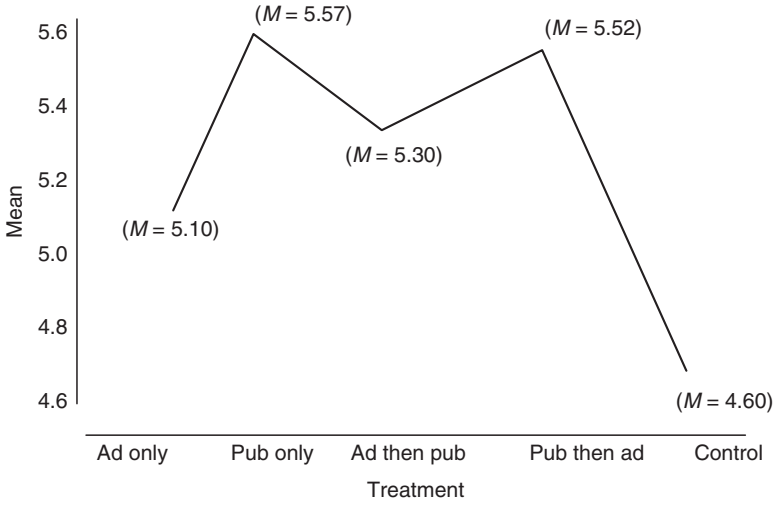 (M = 5.57)
(M = 5.52)
5.6
5.4
(M = 5.30)
5.2
Mean
(M = 5.10)
5.0
4.8
4.6
(M = 4.60)
Ad only Pub only Ad then pub Pub then ad Control
Treatment